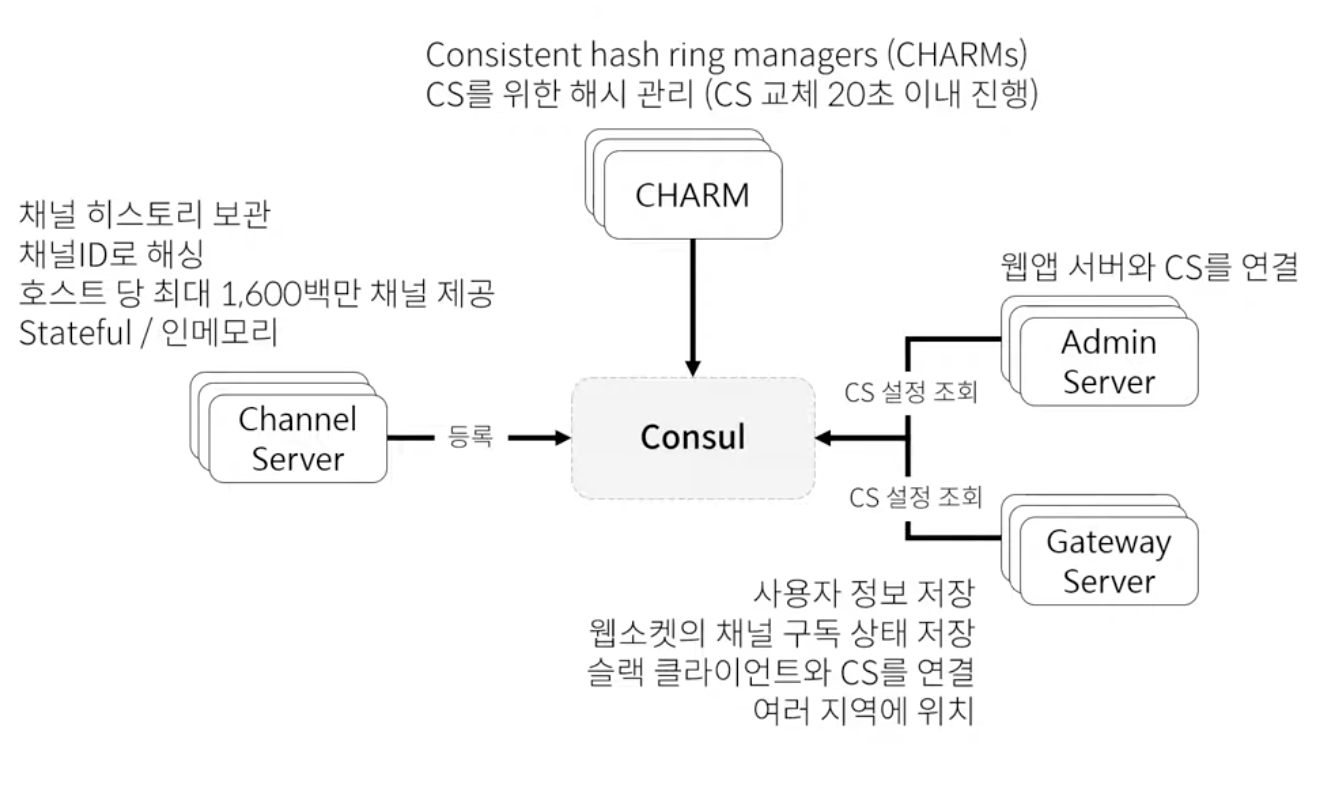 Consistent hash ring managers (CHARMs)
CS를 위한 해시 관리 (CS 교체 20초 이내 진행)
CHARM
채널 히스토리 보관
채널ID로 해싱
호스트 당 최대 1,600백만 채널 제공
Stateful / 인메모리
Channel
Server
등록
Consul
웹앱 서버와 CS를 연결
Admin
Server
CS 설정 조회
CS 설정 조회
Gateway
Server
사용자 정보 저장
웹소켓의 채널 구독 상태 저장
슬랙 클라이언트와 CS를 연결
여러 지역에 위치